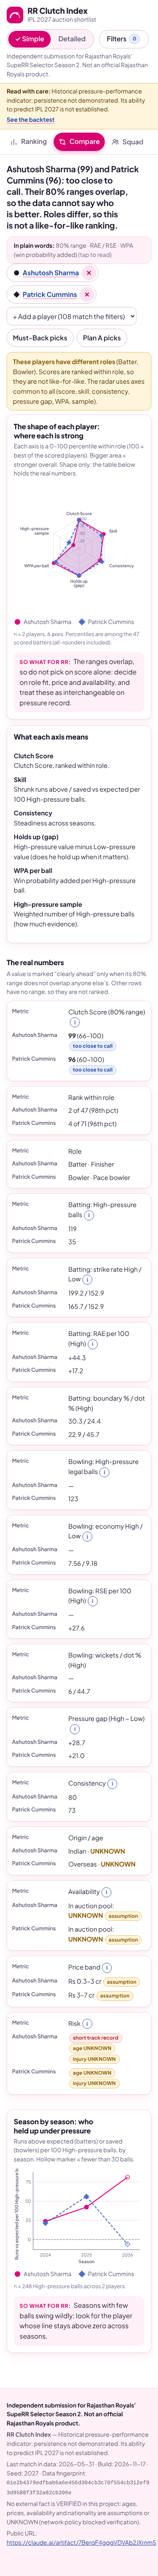 RR Clutch Index
IPL 2027 auction shortlist
✓ Simple
Detailed
Filters 0
Independent submission for Rajasthan Royals'
SupeRR Selector Season 2. Not an official Rajasthan
Royals product.
Read with care: Historical pressure-performance
indicator; persistence not demonstrated. Its ability
to predict IPL 2027 is not established.
See the backtest
Ranking
Compare
Squad
Ashutosh Sharma (99) and Patrick
Cummins (96): too close to
call. Their 80% ranges overlap,
so the data cannot say who
is better. Roles differ, so this
is not a like-for-like ranking.
In plain words: 80% range · RAE / RSE · WPA
(win probability added) (tap to read)
Ashutosh Sharma ×
Patrick Cummins ×
+ Add a player (108 match the filters)
Must-Back picks
Plan A picks
These players have different roles (Batter,
Bowler). Scores are ranked within a role, so
they are not like-for-like. The radar uses axes
common to all (score, skill, consistency,
pressure gap, WPA, sample).
The shape of each player:
where each is strong
Each axis is a 0–100 percentile within role (100 =
best of the group). Bigger area = stronger
overall. Shape only: the table below
holds the real numbers.
Clutch Score
Skill
Consistency
Holds up
(gap)
WPA per ball
High-pressure
sample
Ashutosh Sharma
Patrick Cummins
n = 2 players, 6 axes. Percentiles are among the 47
scored batters (all-rounders included).
SO WHAT FOR RR: The ranges overlap,
so do not pick on score alone: decide
on role fit, price and availability, and
treat these as interchangeable on
pressure record.
What each axis means
Clutch Score
Clutch Score, ranked within role.
Skill
Shrunk runs above / saved vs expected per
100 High-pressure balls.
Consistency
Steadiness across seasons.
Holds up (gap)
High-pressure value minus Low-pressure
value (does he hold up when it matters).
WPA per ball
Win probability added per High-pressure
ball.
High-pressure sample
Weighted number of High-pressure balls
(how much evidence).
The real numbers
A value is marked "clearly ahead" only when its 80%
range does not overlap anyone else's. Other rows
have no range, so they are not ranked.
Metric
Clutch Score (80% range)
i
Ashutosh Sharma
99 (66–100)
too close to call
Patrick Cummins
96 (60–100)
too close to call
Metric
Rank within role
Ashutosh Sharma
2 of 47 (98th pct)
Patrick Cummins
4 of 71 (96th pct)
Metric
Role
Ashutosh Sharma
Batter · Finisher
Patrick Cummins
Bowler · Pace bowler
Metric
Batting: High-pressure
balls i
Ashutosh Sharma
119
Patrick Cummins
35
Metric
Batting: strike rate High /
Low i
Ashutosh Sharma
199.2 / 152.9
Patrick Cummins
165.7 / 152.9
Metric
Batting: RAE per 100
(High) i
Ashutosh Sharma
+44.3
Patrick Cummins
+17.2
Metric
Batting: boundary % / dot
% (High)
Ashutosh Sharma
30.3 / 24.4
Patrick Cummins
22.9 / 45.7
Metric
Bowling: High-pressure
legal balls i
Ashutosh Sharma
—
Patrick Cummins
123
Metric
Bowling: economy High /
Low i
Ashutosh Sharma
—
Patrick Cummins
7.56 / 9.18
Metric
Bowling: RSE per 100
(High) i
Ashutosh Sharma
—
Patrick Cummins
+27.6
Metric
Bowling: wickets / dot %
(High)
Ashutosh Sharma
—
Patrick Cummins
6 / 44.7
Metric
Pressure gap (High − Low)
i
Ashutosh Sharma
+28.7
Patrick Cummins
+21.0
Metric
Consistency i
Ashutosh Sharma
80
Patrick Cummins
73
Metric
Origin / age
Ashutosh Sharma
Indian · UNKNOWN
Patrick Cummins
Overseas · UNKNOWN
Metric
Availability i
Ashutosh Sharma
In auction pool:
UNKNOWN assumption
Patrick Cummins
In auction pool:
UNKNOWN assumption
Metric
Price band i
Ashutosh Sharma
Rs 0.3–3 cr assumption
Patrick Cummins
Rs 3–7 cr assumption
Metric
Risk i
Ashutosh Sharma
short track record
age UNKNOWN
injury UNKNOWN
Patrick Cummins
age UNKNOWN
injury UNKNOWN
Season by season: who
held up under pressure
Runs above expected (batters) or saved
(bowlers) per 100 High-pressure balls, by
season. Hollow marker = fewer than 30 balls.
75
50
25
0
2024
2025
2026
Season
Ashutosh Sharma
Patrick Cummins
n = 248 High-pressure balls across 2 players.
SO WHAT FOR RR: Seasons with few
balls swing wildly; look for the player
whose line stays above zero across
seasons.
Independent submission for Rajasthan Royals'
SupeRR Selector Season 2. Not an official
Rajasthan Royals product.
RR Clutch Index — Historical pressure-performance
indicator; persistence not demonstrated. Its ability
to predict IPL 2027 is not established.
Latest match in data: 2026-05-31 · Build: 2026-11-17 ·
Seed: 2027 · Data fingerprint:
No external fact is VERIFIED in this project: ages,
prices, availability and nationality are assumptions or
UNKNOWN (network policy blocked verification).
Public URL: